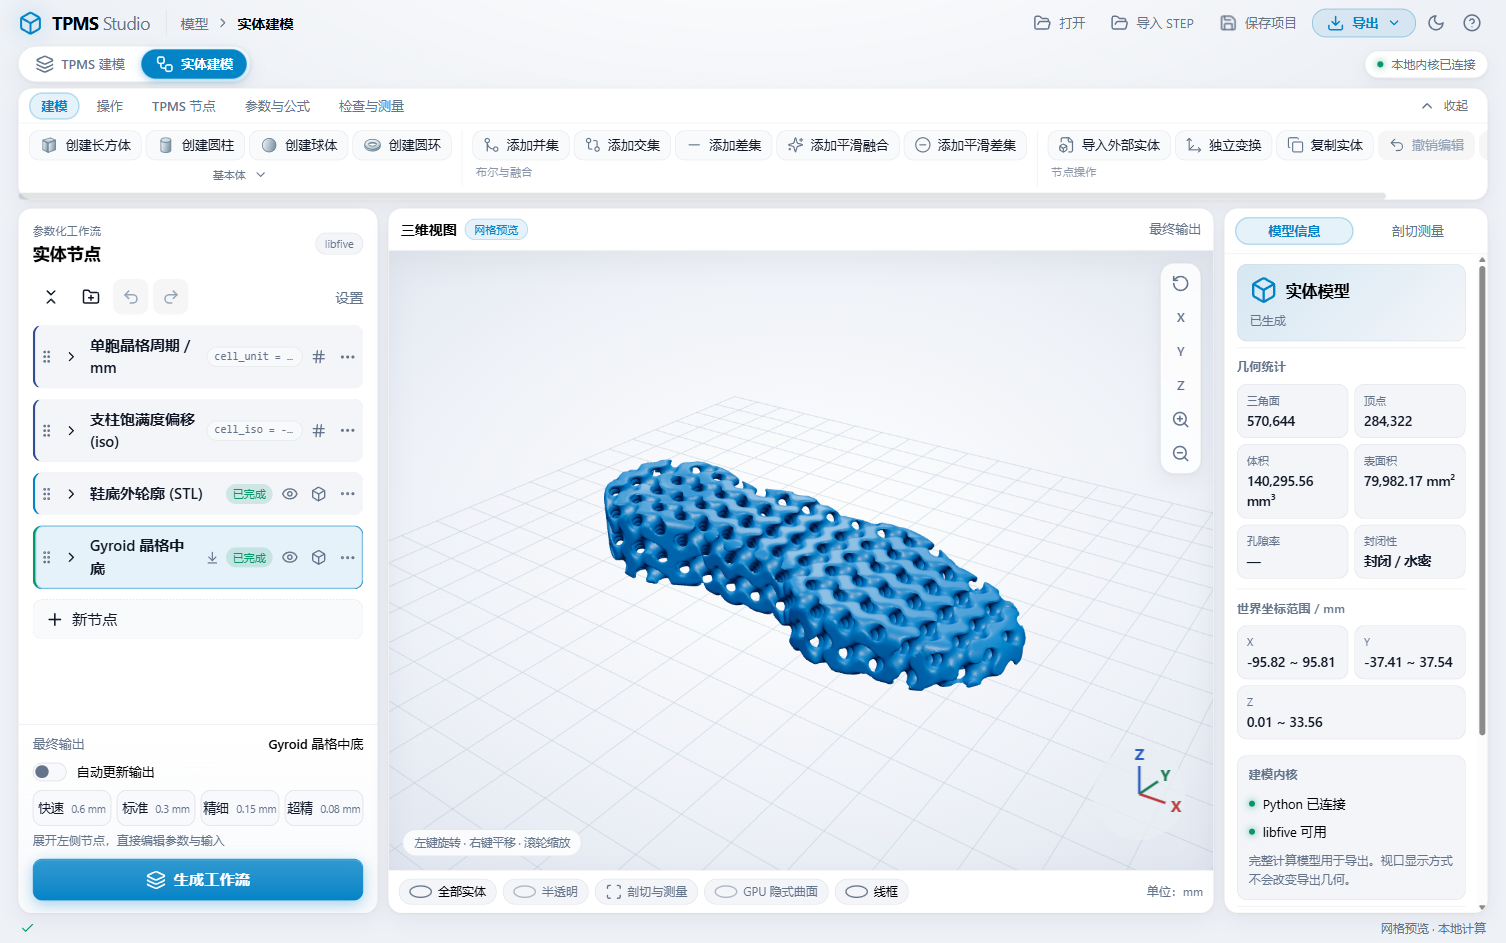 TPMS Studio
模型 > 实体建模
打开
导入 STEP
保存项目
导出
TPMS 建模
实体建模
本地内核已连接
建模
操作
TPMS 节点
参数与公式
检查与测量
收起
创建长方体
创建圆柱
创建球体
创建圆环
添加并集
添加交集
添加差集
添加平滑融合
添加平滑差集
导入外部实体
独立变换
复制实体
撤销编辑
基本体
布尔与融合
节点操作
参数化工作流
实体节点
libfive
设置
单胞晶格周期 /
mm
cell_unit = …
支柱饱满度偏移
(iso)
cell_iso = -…
鞋底外轮廓 (STL)
已完成
Gyroid 晶格中
底
已完成
新节点
最终输出
Gyroid 晶格中底
自动更新输出
快速 0.6 mm
标准 0.3 mm
精细 0.15 mm
超精 0.08 mm
展开左侧节点，直接编辑参数与输入
生成工作流
三维视图
网格预览
最终输出
X
Y
Z
Z
Y
X
左键旋转 · 右键平移 · 滚轮缩放
全部实体
半透明
剖切与测量
GPU 隐式曲面
线框
单位：mm
模型信息
剖切测量
实体模型
已生成
几何统计
三角面
570,644
顶点
284,322
体积
140,295.56
mm³
表面积
79,982.17 mm²
孔隙率
—
封闭性
封闭 / 水密
世界坐标范围 / mm
X
-95.82 ~ 95.81
Y
-37.41 ~ 37.54
Z
0.01 ~ 33.56
建模内核
Python 已连接
libfive 可用
完整计算模型用于导出。视口显示方式
不会改变导出几何。
网格预览 · 本地计算